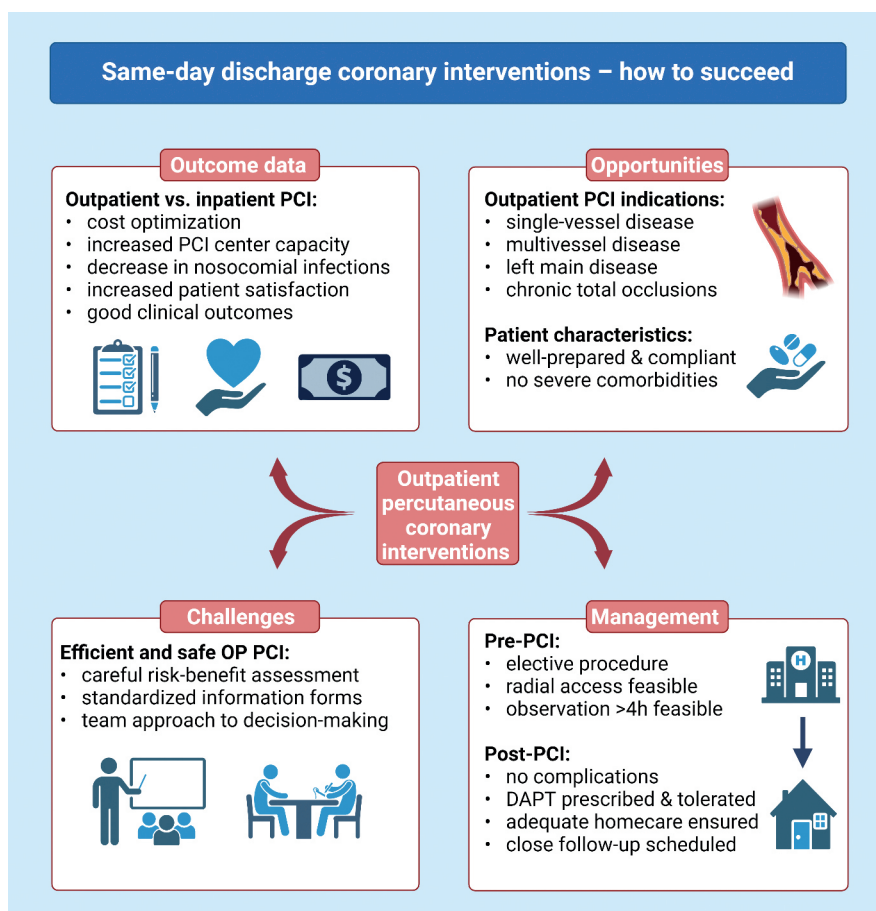 Same-day discharge coronary interventions – how to succeed
Outcome data
Outpatient vs. inpatient PCI:
• cost optimization
• increased PCI center capacity
• decrease in nosocomial infections
• increased patient satisfaction
• good clinical outcomes
$
Opportunities
Outpatient PCI indications:
• single-vessel disease
• multivessel disease
• left main disease
• chronic total occlusions
Patient characteristics:
• well-prepared & compliant
• no severe comorbidities
Outpatient
percutaneous
coronary
interventions
Challenges
Efficient and safe OP PCI:
• careful risk-benefit assessment
• standardized information forms
• team approach to decision-making
Management
Pre-PCI:
• elective procedure
• radial access feasible
• observation >4h feasible
H
Post-PCI:
• no complications
• DAPT prescribed & tolerated
• adequate homecare ensured
• close follow-up scheduled